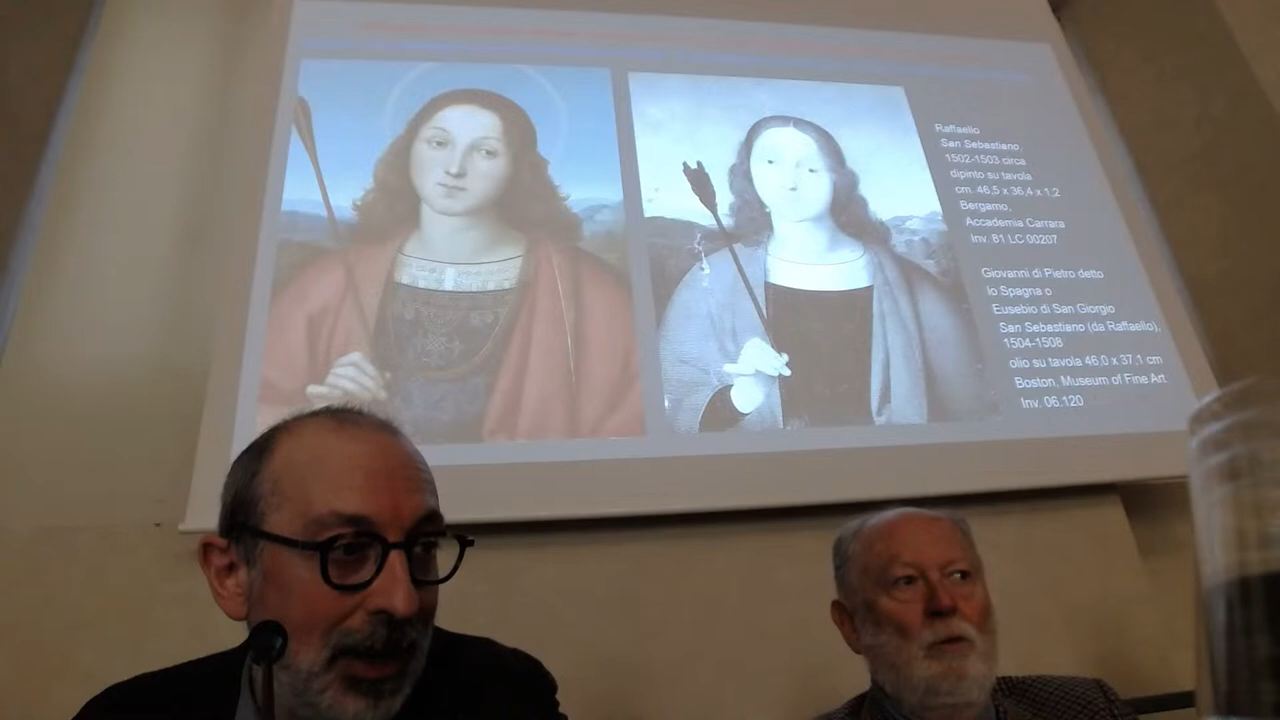 Raffaello
San Sebastiano,
1502-1503 circa
dipinto su tavola
cm. 46,5 x 36,4 x 1,2
Bergamo,
Accademia Carrara
Inv. 81 LC 00207
Giovanni di Pietro detto
lo Spagna o
Eusebio di San Giorgio
San Sebastiano (da Raffaello),
1504-1508
olio su tavola 46,0 x 37,1 cm
Boston, Museum of Fine Art
Inv. 06.120